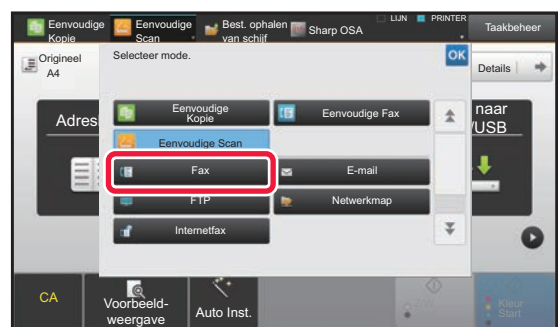 Eenvoudige
Kopie
Eenvoudige
Scan
Best. ophalen
van schijf
Sharp OSA
LIJN
PRINTER
Taakbeheer
Origineel
A4
Selecteer mode.
OK
Details
Adres
naar
/USB
Eenvoudige
Kopie
Eenvoudige Fax
Eenvoudige Scan
Fax
E-mail
FTP
Netwerkmap
Internetfax
CA
Voorbeeld-
weergave
Auto Inst.
Kleur
Start